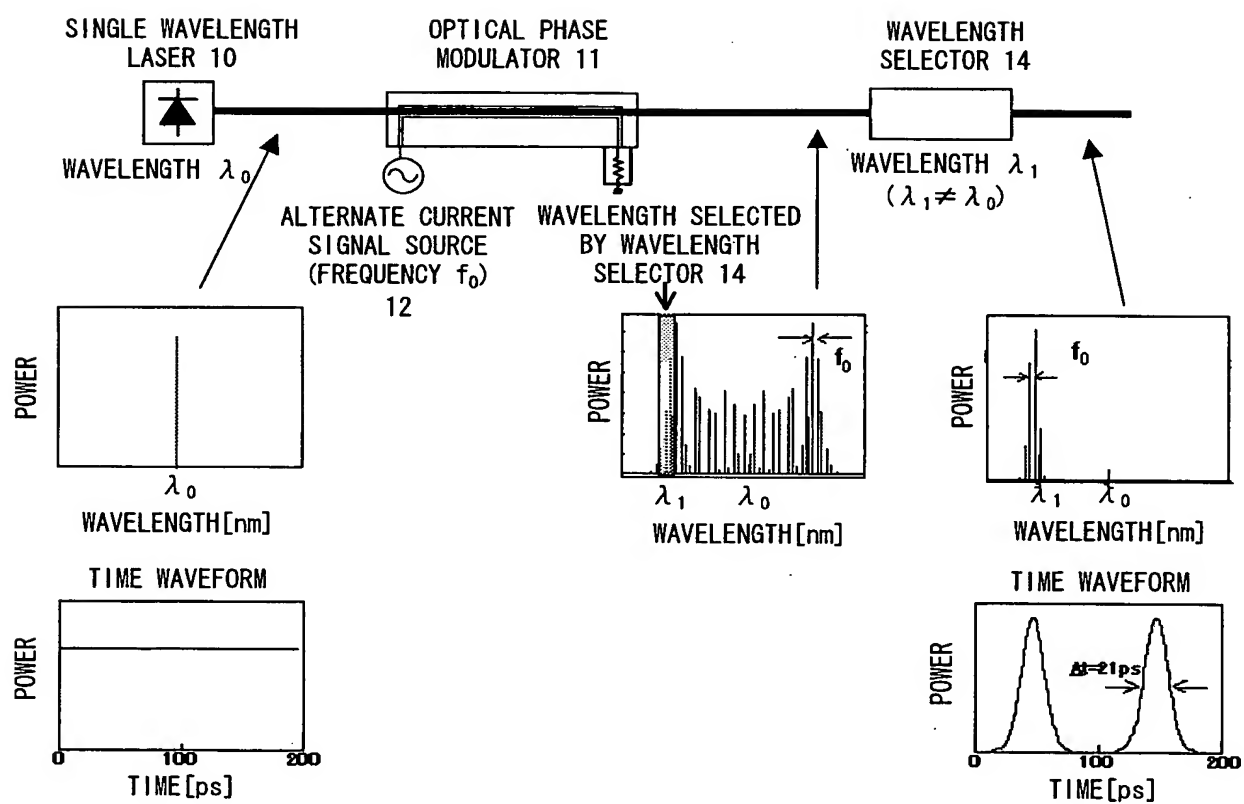 SINGLE WAVELENGTH
LASER 10
OPTICAL PHASE
MODULATOR 11
WAVELENGTH
SELECTOR 14
WAVELENGTH λ0
ALTERNATE CURRENT
SIGNAL SOURCE
(FREQUENCY f0)
12
WAVELENGTH SELECTED
BY WAVELENGTH
SELECTOR 14
WAVELENGTH λ1
(λ1≠λ0)
POWER
λ0
WAVELENGTH[nm]
POWER
f0
λ1
λ0
WAVELENGTH[nm]
POWER
f0
λ1
λ0
WAVELENGTH[nm]
TIME WAVEFORM
POWER
0
100
200
TIME[ps]
TIME WAVEFORM
POWER
Δt=21ps
0
100
200
TIME[ps]